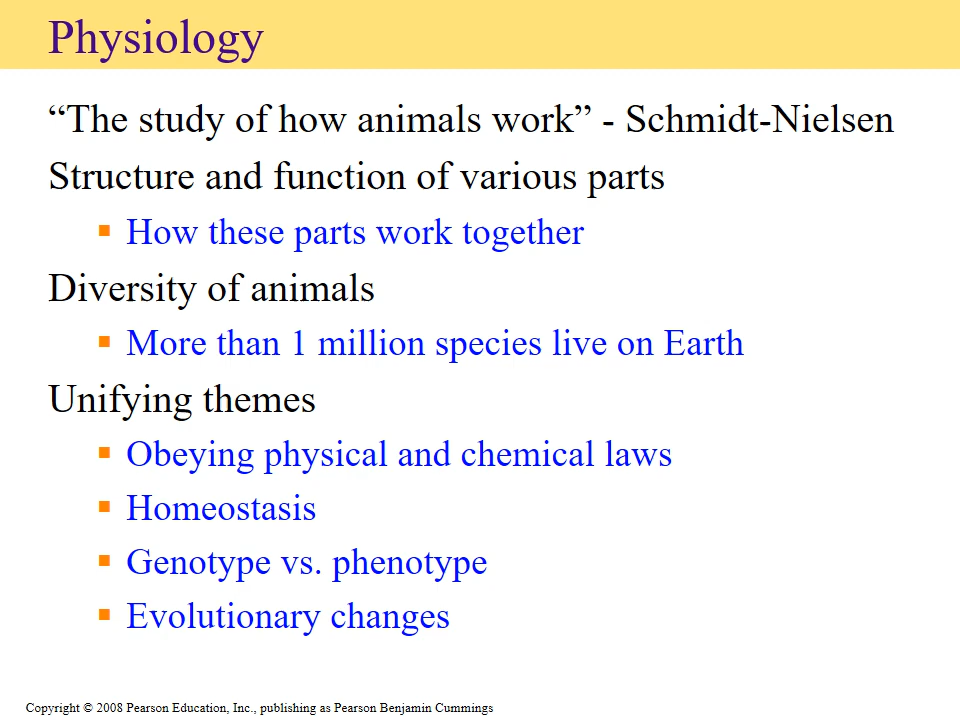 Physiology
“The study of how animals work” - Schmidt-Nielsen
Structure and function of various parts
▪ How these parts work together
Diversity of animals
▪ More than 1 million species live on Earth
Unifying themes
▪ Obeying physical and chemical laws
▪ Homeostasis
▪ Genotype vs. phenotype
▪ Evolutionary changes
Copyright © 2008 Pearson Education, Inc., publishing as Pearson Benjamin Cummings